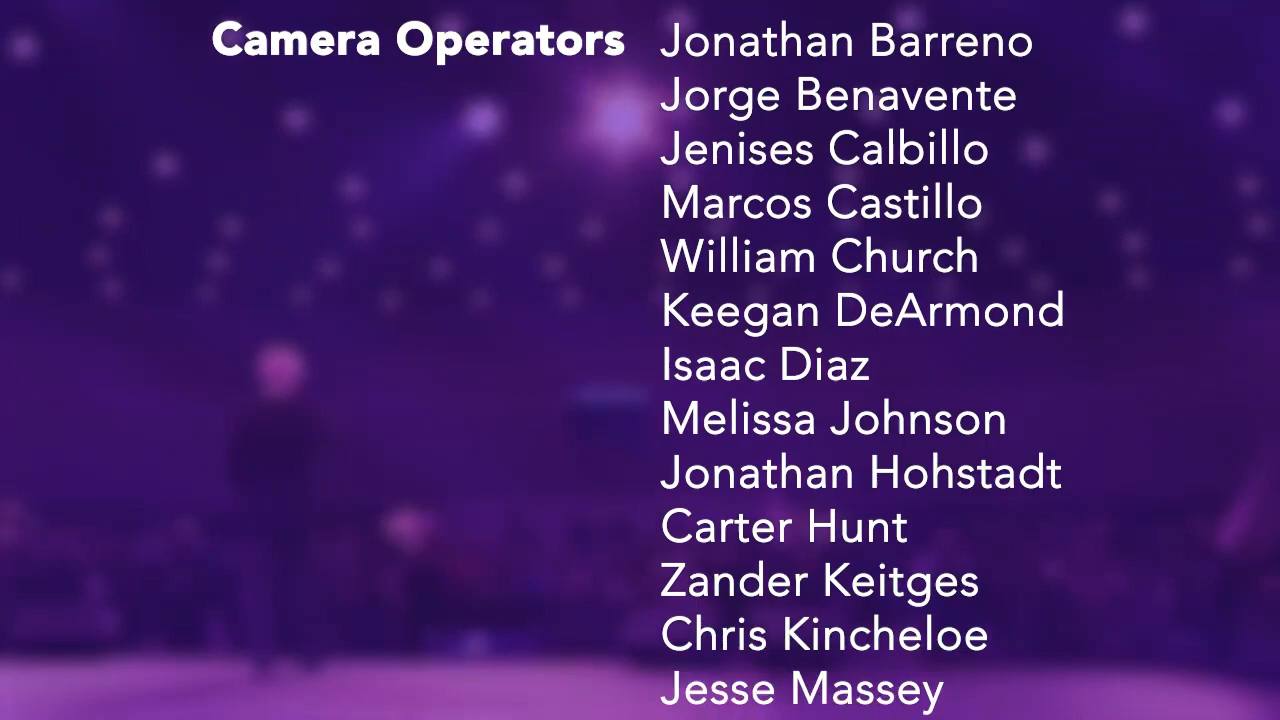 Camera Operators Jonathan Barreno
Jorge Benavente
Jenises Calbillo
Marcos Castillo
William Church
Keegan DeArmond
Isaac Diaz
Melissa Johnson
Jonathan Hohstadt
Carter Hunt
Zander Keitges
Chris Kincheloe
Jesse Massey